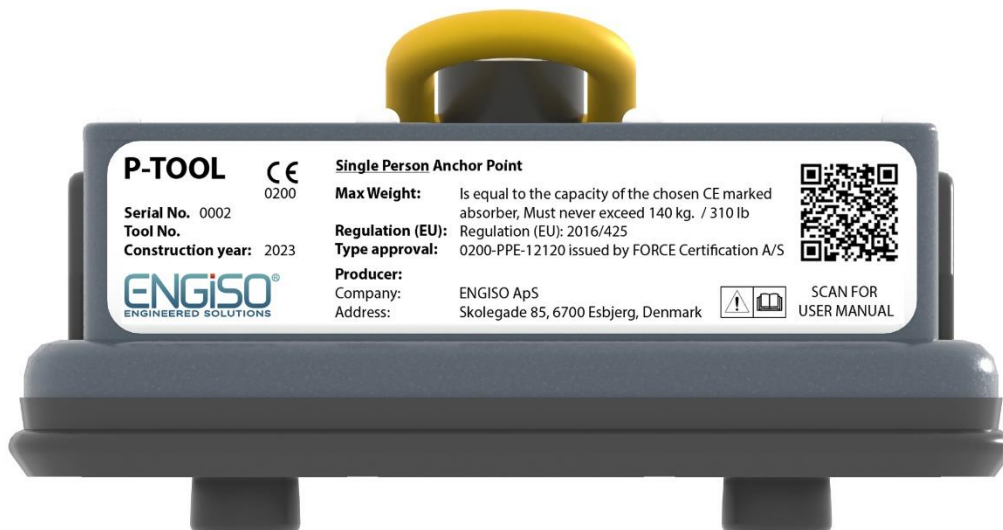 P-TOOL
CE
0200
Serial No. 0002
Tool No.
Construction year: 2023
ENGiSO®
ENGINEERED SOLUTIONS
Single Person Anchor Point
Max Weight: Is equal to the capacity of the chosen CE marked
absorber, Must never exceed 140 kg. / 310 lb
Regulation (EU): Regulation (EU): 2016/425
Type approval: 0200-PPE-12120 issued by FORCE Certification A/S
Producer:
Company: ENGISO ApS
Address: Skolegade 85, 6700 Esbjerg, Denmark
SCAN FOR
USER MANUAL